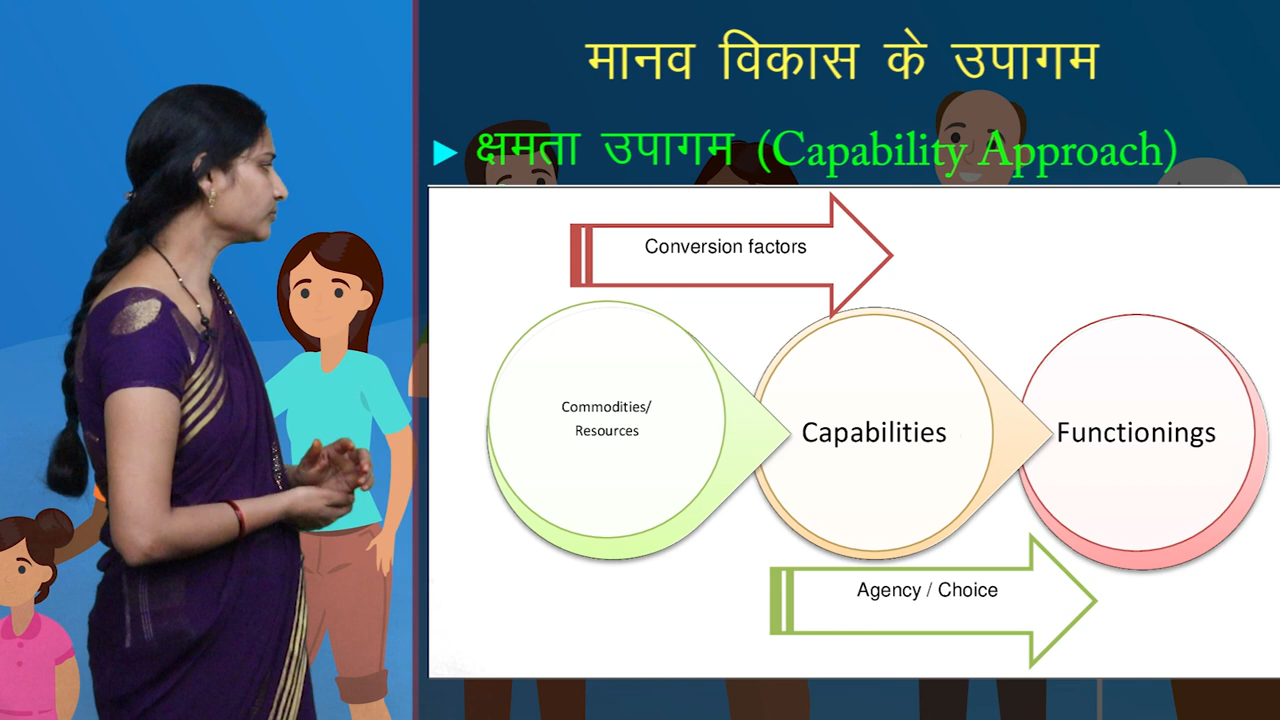 मानव विकास के उपागम
क्षमता उपागम (Capability Approach)
Conversion factors
Commodities/
Resources
Capabilities
Functionings
Agency / Choice